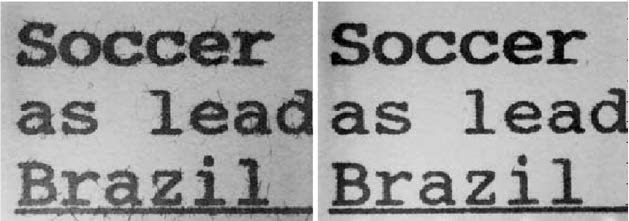 Soccer
as lead
Brazil
Soccer
as lead
Brazil